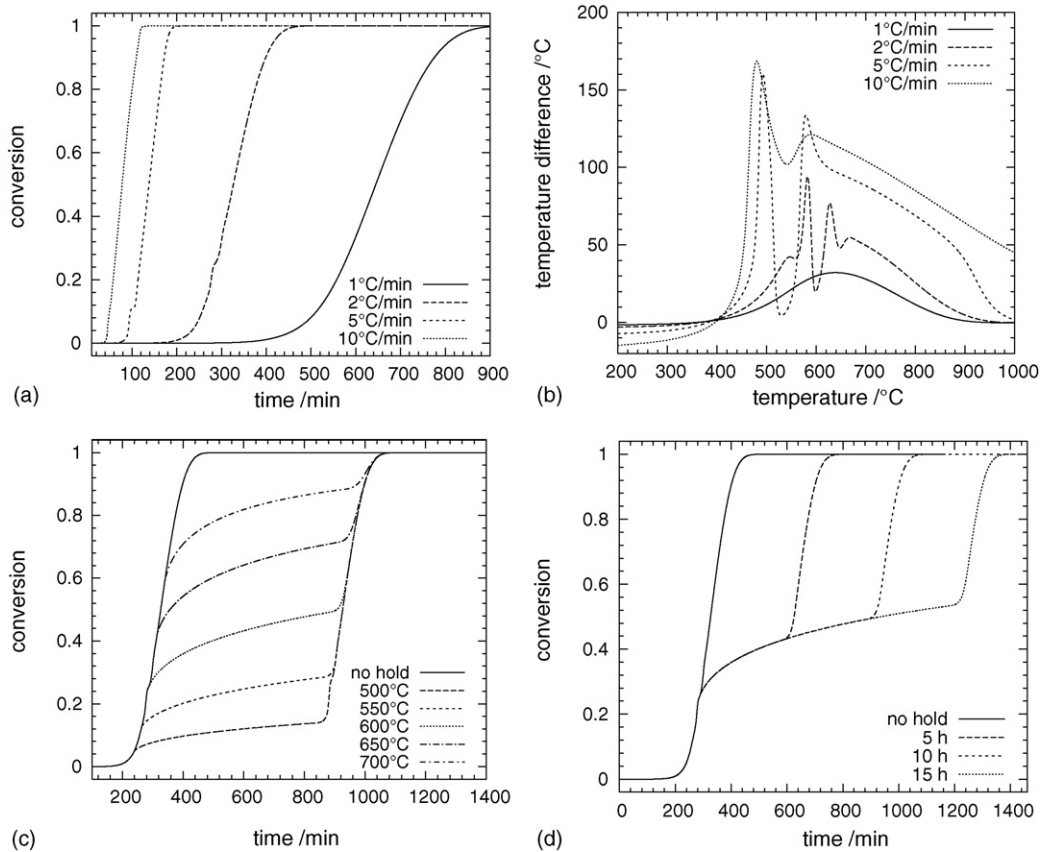 1
0.8
0.6
0.4
0.2
0
conversion
1°C/min
2°C/min
5°C/min
10°C/min
100 200 300 400 500 600 700 800 900
(a)
time /min
200
150
100
50
0
temperature difference /°C
1°C/min
2°C/min
5°C/min
10°C/min
200 300 400 500 600 700 800 900 1000
(b)
temperature /°C
1
0.8
0.6
0.4
0.2
0
conversion
no hold
500°C
550°C
600°C
650°C
700°C
200 400 600 800 1000 1200 1400
(c)
time /min
1
0.8
0.6
0.4
0.2
0
conversion
no hold
5 h
10 h
15 h
0 200 400 600 800 1000 1200 1400
(d)
time /min